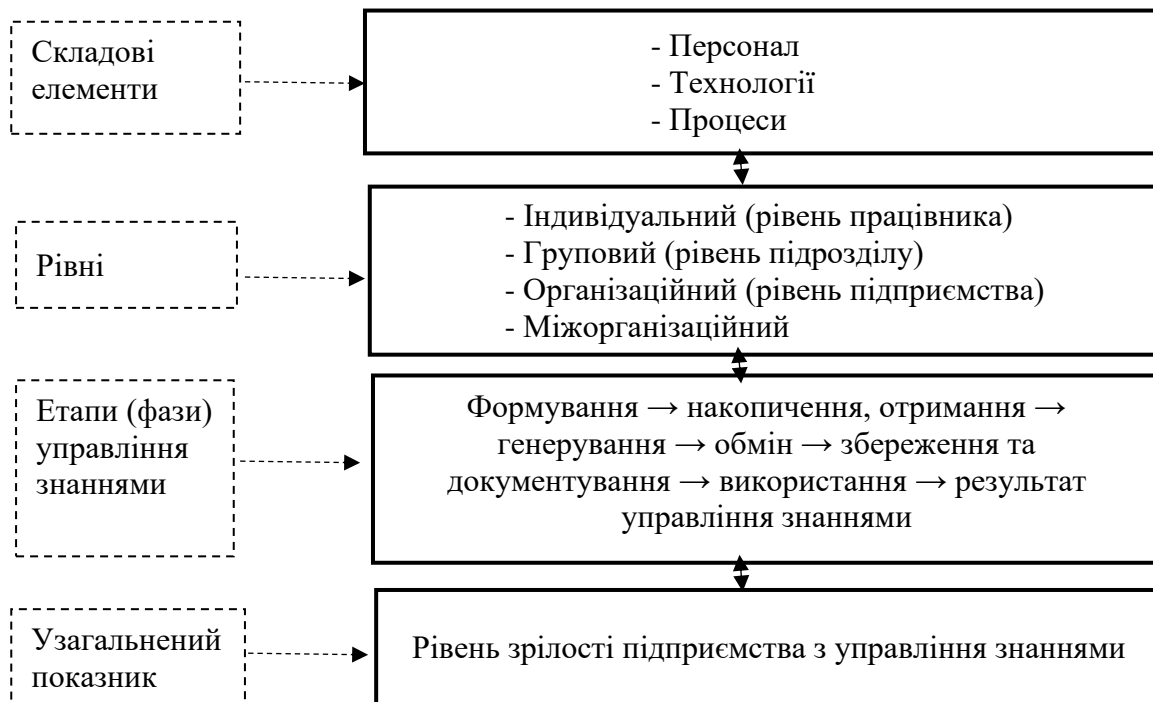 Складові
елементи
- Персонал
- Технології
- Процеси
Рівні
- Індивідуальний (рівень працівника)
- Груповий (рівень підрозділу)
- Організаційний (рівень підприємства)
- Міжорганізаційний
Етапи (фази)
управління
знаннями
Формування → накопичення, отримання →
генерування → обмін → збереження та
документування → використання → результат
управління знаннями
Узагальнений
показник
Рівень зрілості підприємства з управління знаннями